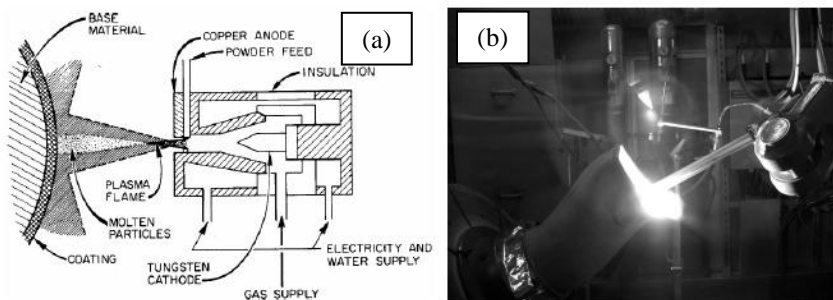 BASE
MATERIAL
COPPER ANODE
POWDER FEED
(a)
INSULATION
PLASMA
FLAME
MOLTEN
PARTICLES
COATING
TUNGSTEN
CATHODE
GAS SUPPLY
ELECTRICITY AND
WATER SUPPLY
(b)